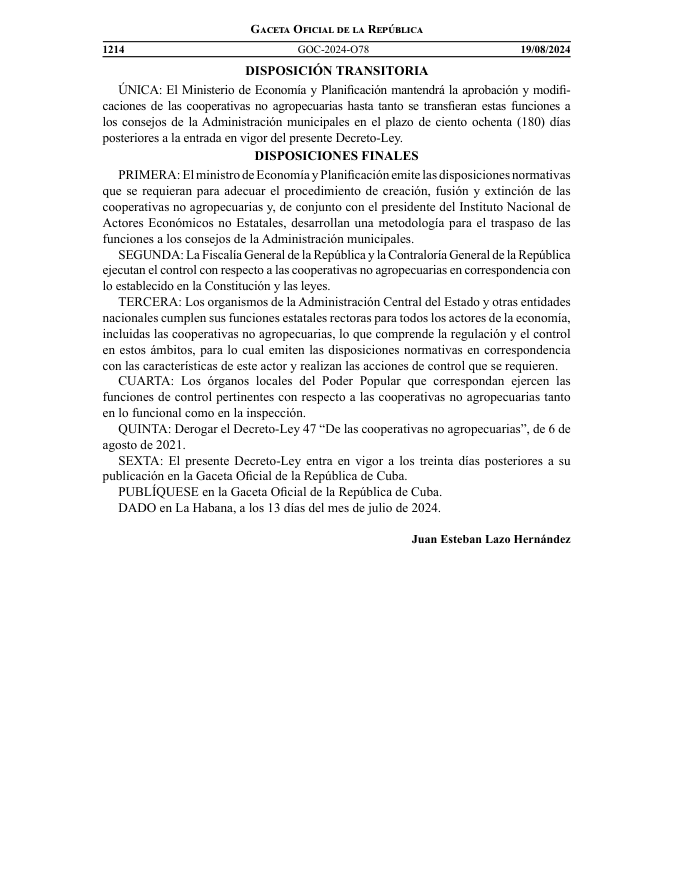 Gaceta Oficial de la República
1214 GOC-2024-O78 19/08/2024
DISPOSICIÓN TRANSITORIA
ÚNICA: El Ministerio de Economía y Planificación mantendrá la aprobación y modifi-
caciones de las cooperativas no agropecuarias hasta tanto se transfieran estas funciones a
los consejos de la Administración municipales en el plazo de ciento ochenta (180) días
posteriores a la entrada en vigor del presente Decreto-Ley.
DISPOSICIONES FINALES
PRIMERA: El ministro de Economía y Planificación emite las disposiciones normativas
que se requieran para adecuar el procedimiento de creación, fusión y extinción de las
cooperativas no agropecuarias y, de conjunto con el presidente del Instituto Nacional de
Actores Económicos no Estatales, desarrollan una metodología para el traspaso de las
funciones a los consejos de la Administración municipales.
SEGUNDA: La Fiscalía General de la República y la Contraloría General de la República
ejecutan el control con respecto a las cooperativas no agropecuarias en correspondencia con
lo establecido en la Constitución y las leyes.
TERCERA: Los organismos de la Administración Central del Estado y otras entidades
nacionales cumplen sus funciones estatales rectoras para todos los actores de la economía,
incluidas las cooperativas no agropecuarias, lo que comprende la regulación y el control
en estos ámbitos, para lo cual emiten las disposiciones normativas en correspondencia
con las características de este actor y realizan las acciones de control que se requieren.
CUARTA: Los órganos locales del Poder Popular que correspondan ejercen las
funciones de control pertinentes con respecto a las cooperativas no agropecuarias tanto
en lo funcional como en la inspección.
QUINTA: Derogar el Decreto-Ley 47 “De las cooperativas no agropecuarias”, de 6 de
agosto de 2021.
SEXTA: El presente Decreto-Ley entra en vigor a los treinta días posteriores a su
publicación en la Gaceta Oficial de la República de Cuba.
PUBLÍQUESE en la Gaceta Oficial de la República de Cuba.
DADO en La Habana, a los 13 días del mes de julio de 2024.
Juan Esteban Lazo Hernández